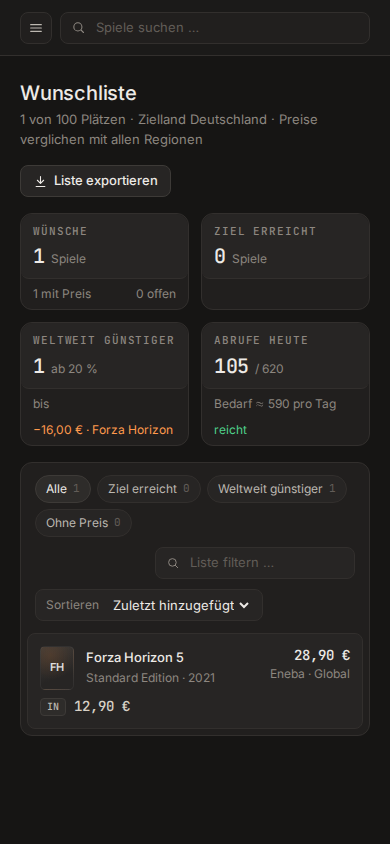 Spiele suchen ...
Wunschliste
1 von 100 Plätzen · Zielland Deutschland · Preise
verglichen mit allen Regionen
Liste exportieren
WÜNSCHE
1 Spiele
1 mit Preis 0 offen
ZIEL ERREICHT
0 Spiele
WELTWEIT GÜNSTIGER
1 ab 20 %
bis
−16,00 € · Forza Horizon
ABRUFE HEUTE
105 / 620
Bedarf ≈ 590 pro Tag
reicht
Alle 1 Ziel erreicht 0 Weltweit günstiger 1
Ohne Preis 0
Liste filtern ...
Sortieren Zuletzt hinzugefügt
FH
Forza Horizon 5
Standard Edition · 2021
28,90 €
Eneba · Global
IN 12,90 €